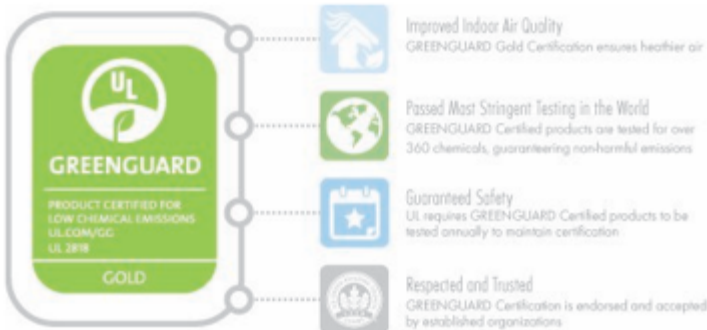 UL
GREENGUARD
PRODUCT CERTIFIED FOR
LOW CHEMICAL EMISSIONS
UL.COM/GG
UL 2818
GOLD
Improved Indoor Air Quality
GREENGUARD Gold Certification ensures heathier air
Passed Most Stringent Testing in the World
GREENGUARD Certified products are tested for over
360 chemicals, guarantering non-harmful emissions
Guaranteed Safety
UL requires GREENGUARD Certified products to be
tested annually to maintain certification
Respected and Trusted
GREENGUARD Certification is endorsed and accepted
by established organizations